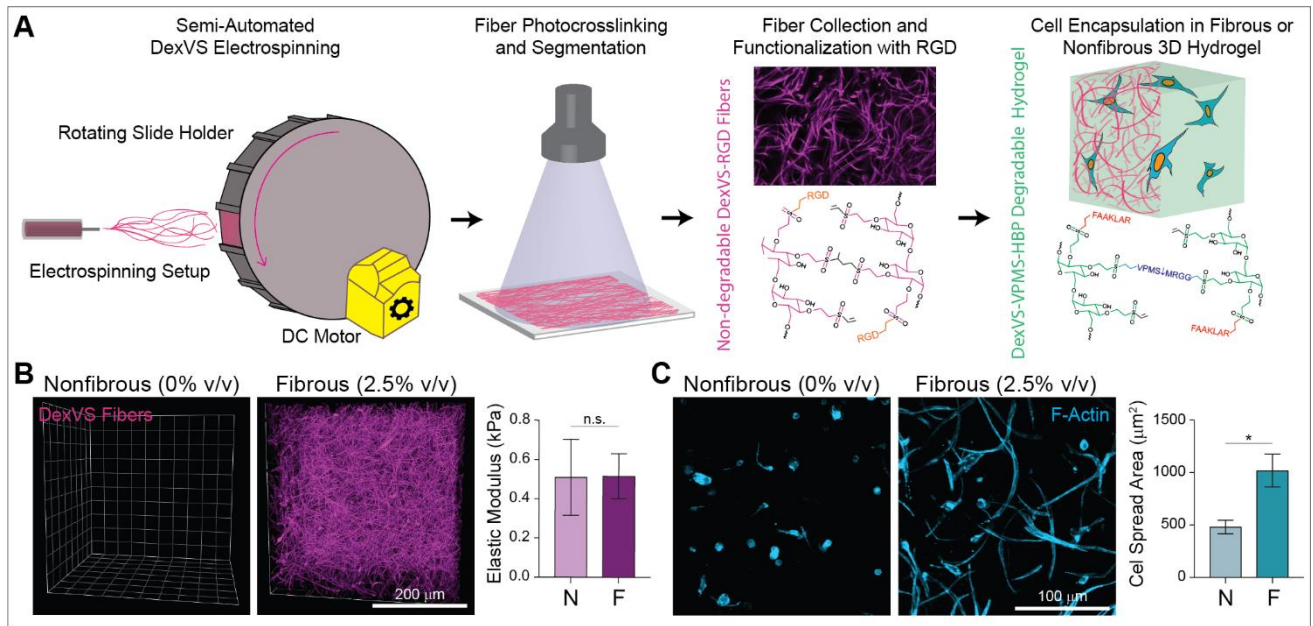 A
Semi-Automated
DexVS Electrospinning
Rotating Slide Holder
Electrospinning Setup
DC Motor
Fiber Photocrosslinking
and Segmentation
Fiber Collection and
Functionalization with RGD
Non-degradable DexVS-RGD Fibers
RGD
RGD
Cell Encapsulation in Fibrous or
Nonfibrous 3D Hydrogel
DexVS-VPMS-HBP Degradable Hydrogel
FAAKLAR
VPMS↓MRGG
FAAKLAR
B
Nonfibrous (0% v/v)
DexVS Fibers
Fibrous (2.5% v/v)
200 μm
Elastic Modulus (kPa)
0.8
0.6
0.4
0.2
0.0
n.s.
N F
C
Nonfibrous (0% v/v)
Fibrous (2.5% v/v)
F-Actin
100 μm
Cell Spread Area (μm²)
1500
1000
500
0
*
N F